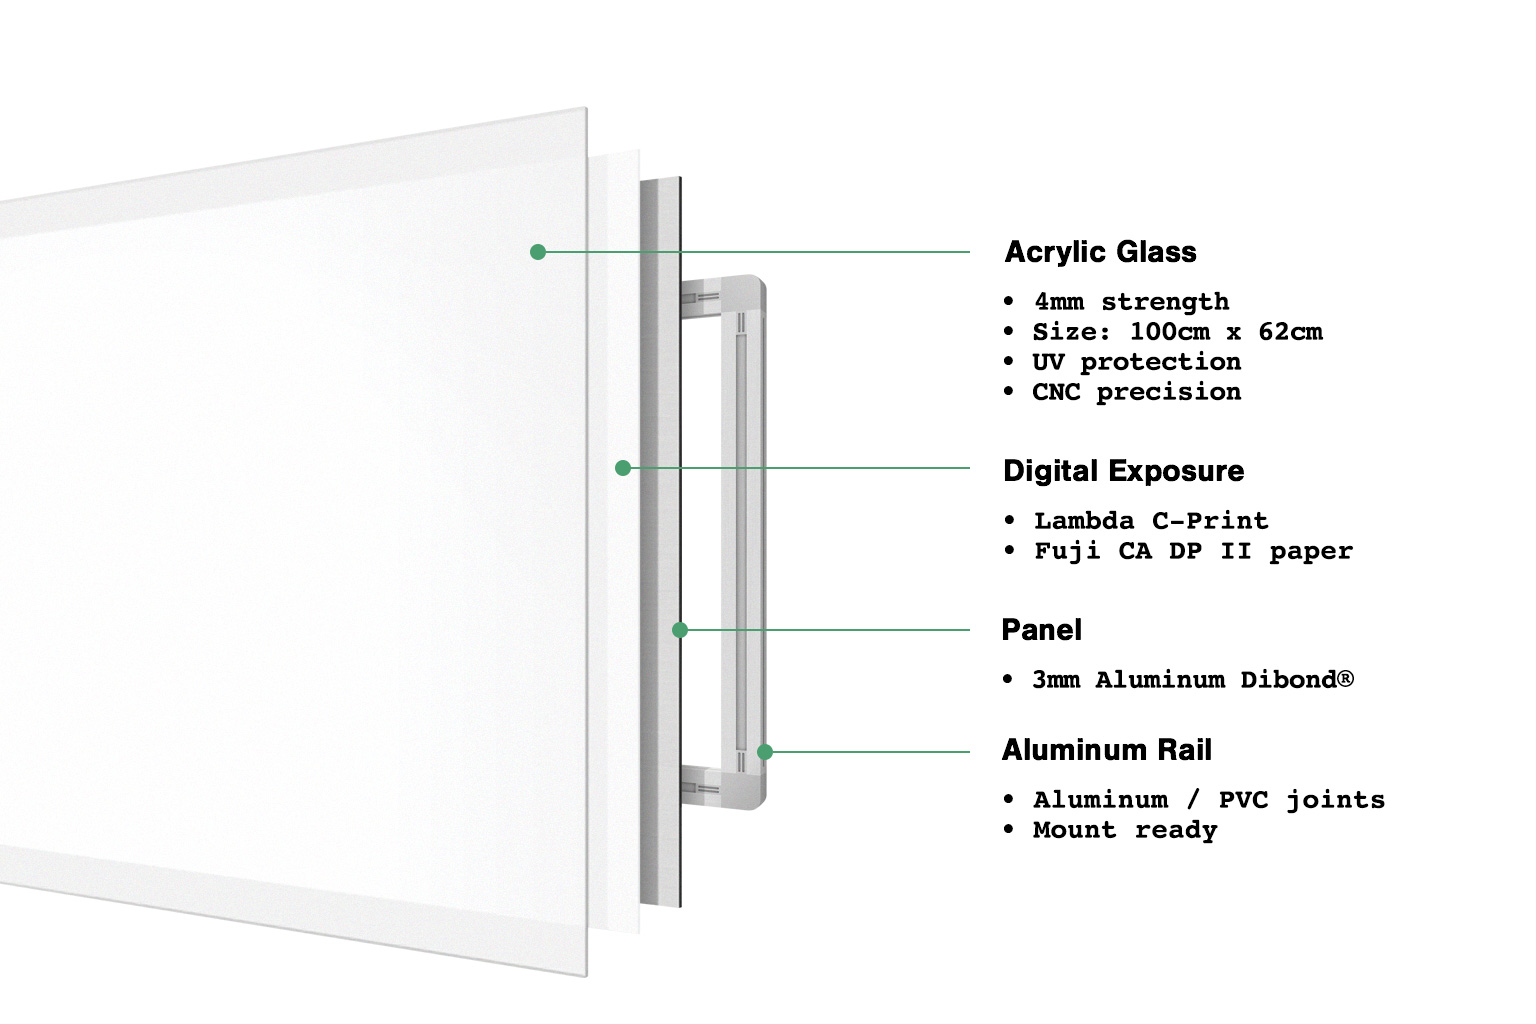 Acrylic Glass
• 4mm strength
• Size: 100cm x 62cm
• UV protection
• CNC precision
Digital Exposure
• Lambda C-Print
• Fuji CA DP II paper
Panel
• 3mm Aluminum Dibond®
Aluminum Rail
• Aluminum / PVC joints
• Mount ready